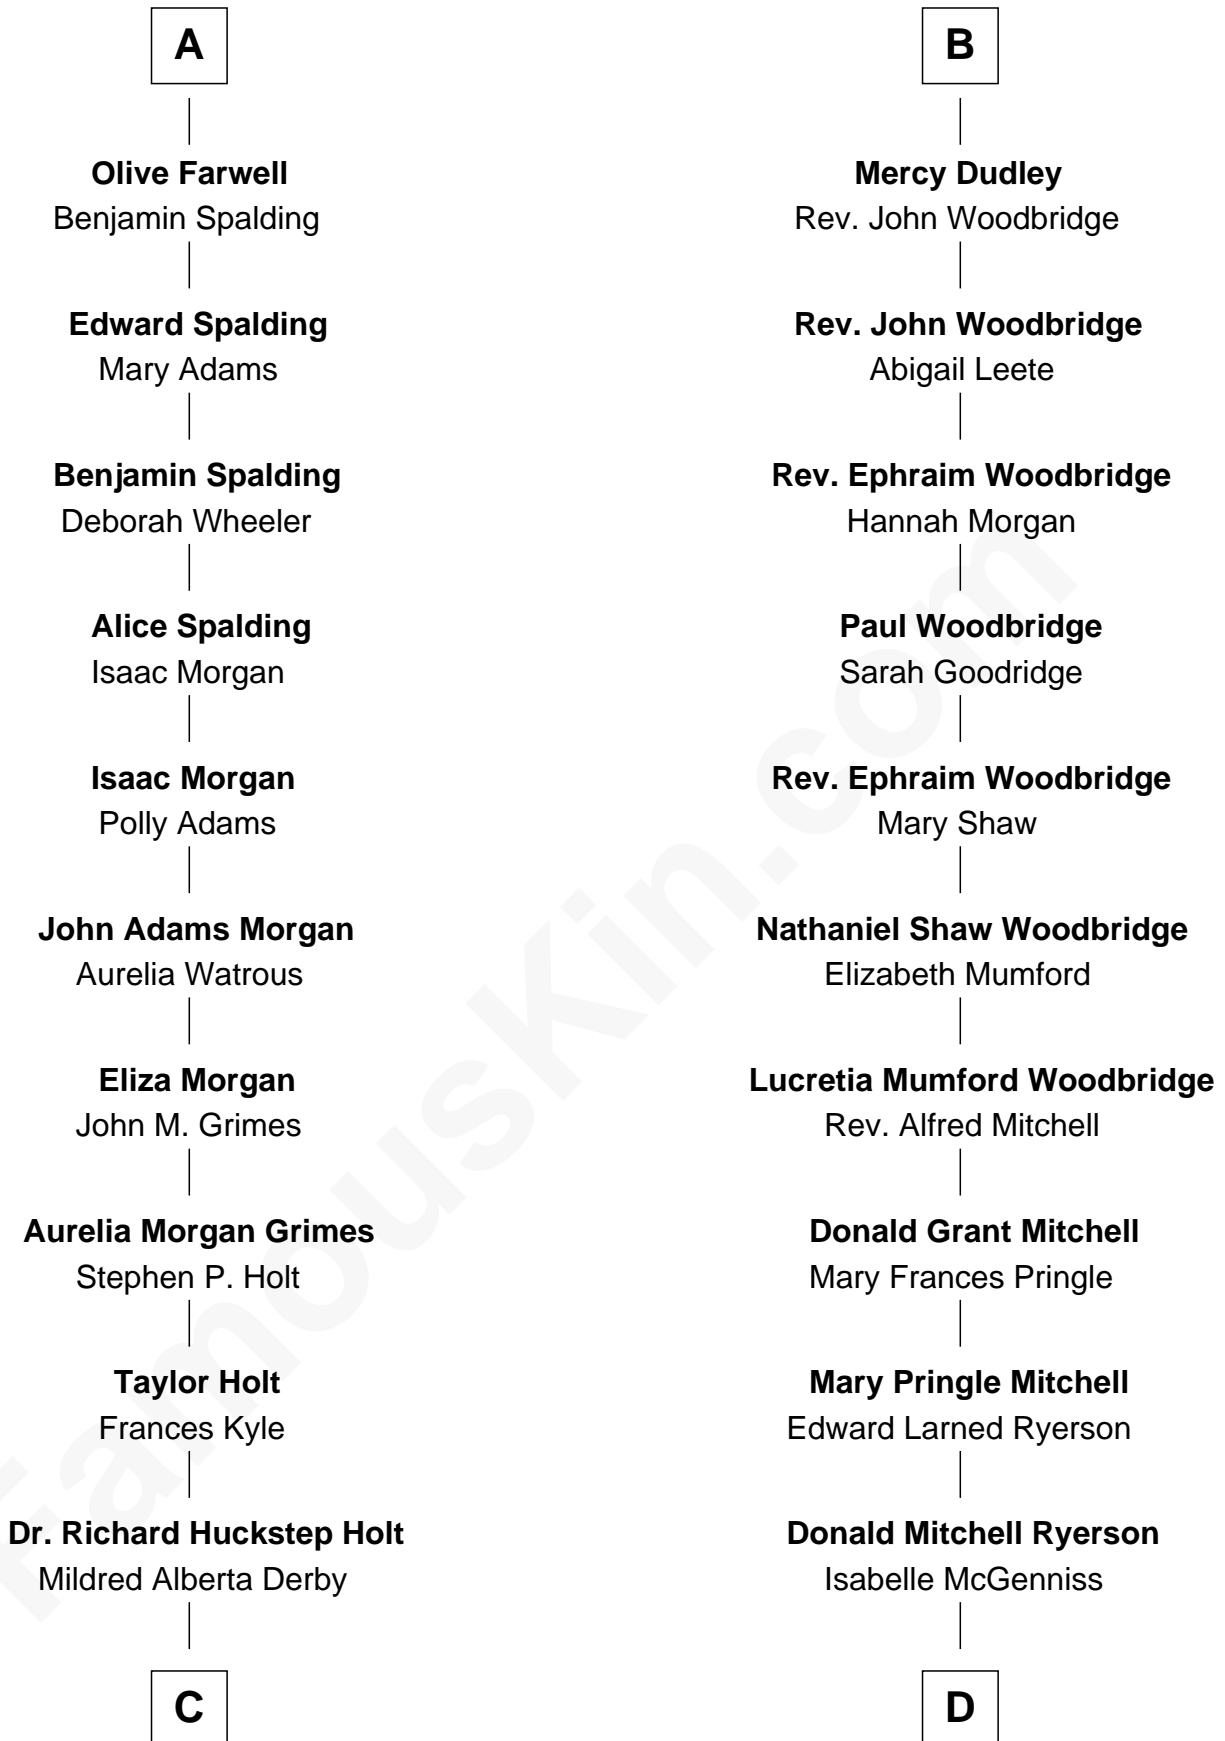 A
Olive Farwell
Benjamin Spalding
Edward Spalding
Mary Adams
Benjamin Spalding
Deborah Wheeler
Alice Spalding
Isaac Morgan
Isaac Morgan
Polly Adams
John Adams Morgan
Aurelia Watrous
Eliza Morgan
John M. Grimes
Aurelia Morgan Grimes
Stephen P. Holt
Taylor Holt
Frances Kyle
Dr. Richard Huckstep Holt
Mildred Alberta Derby
C
B
Mercy Dudley
Rev. John Woodbridge
Rev. John Woodbridge
Abigail Leete
Rev. Ephraim Woodbridge
Hannah Morgan
Paul Woodbridge
Sarah Goodridge
Rev. Ephraim Woodbridge
Mary Shaw
Nathaniel Shaw Woodbridge
Elizabeth Mumford
Lucretia Mumford Woodbridge
Rev. Alfred Mitchell
Donald Grant Mitchell
Mary Frances Pringle
Mary Pringle Mitchell
Edward Larned Ryerson
Donald Mitchell Ryerson
Isabelle McGenniss
D
FamousKin.com